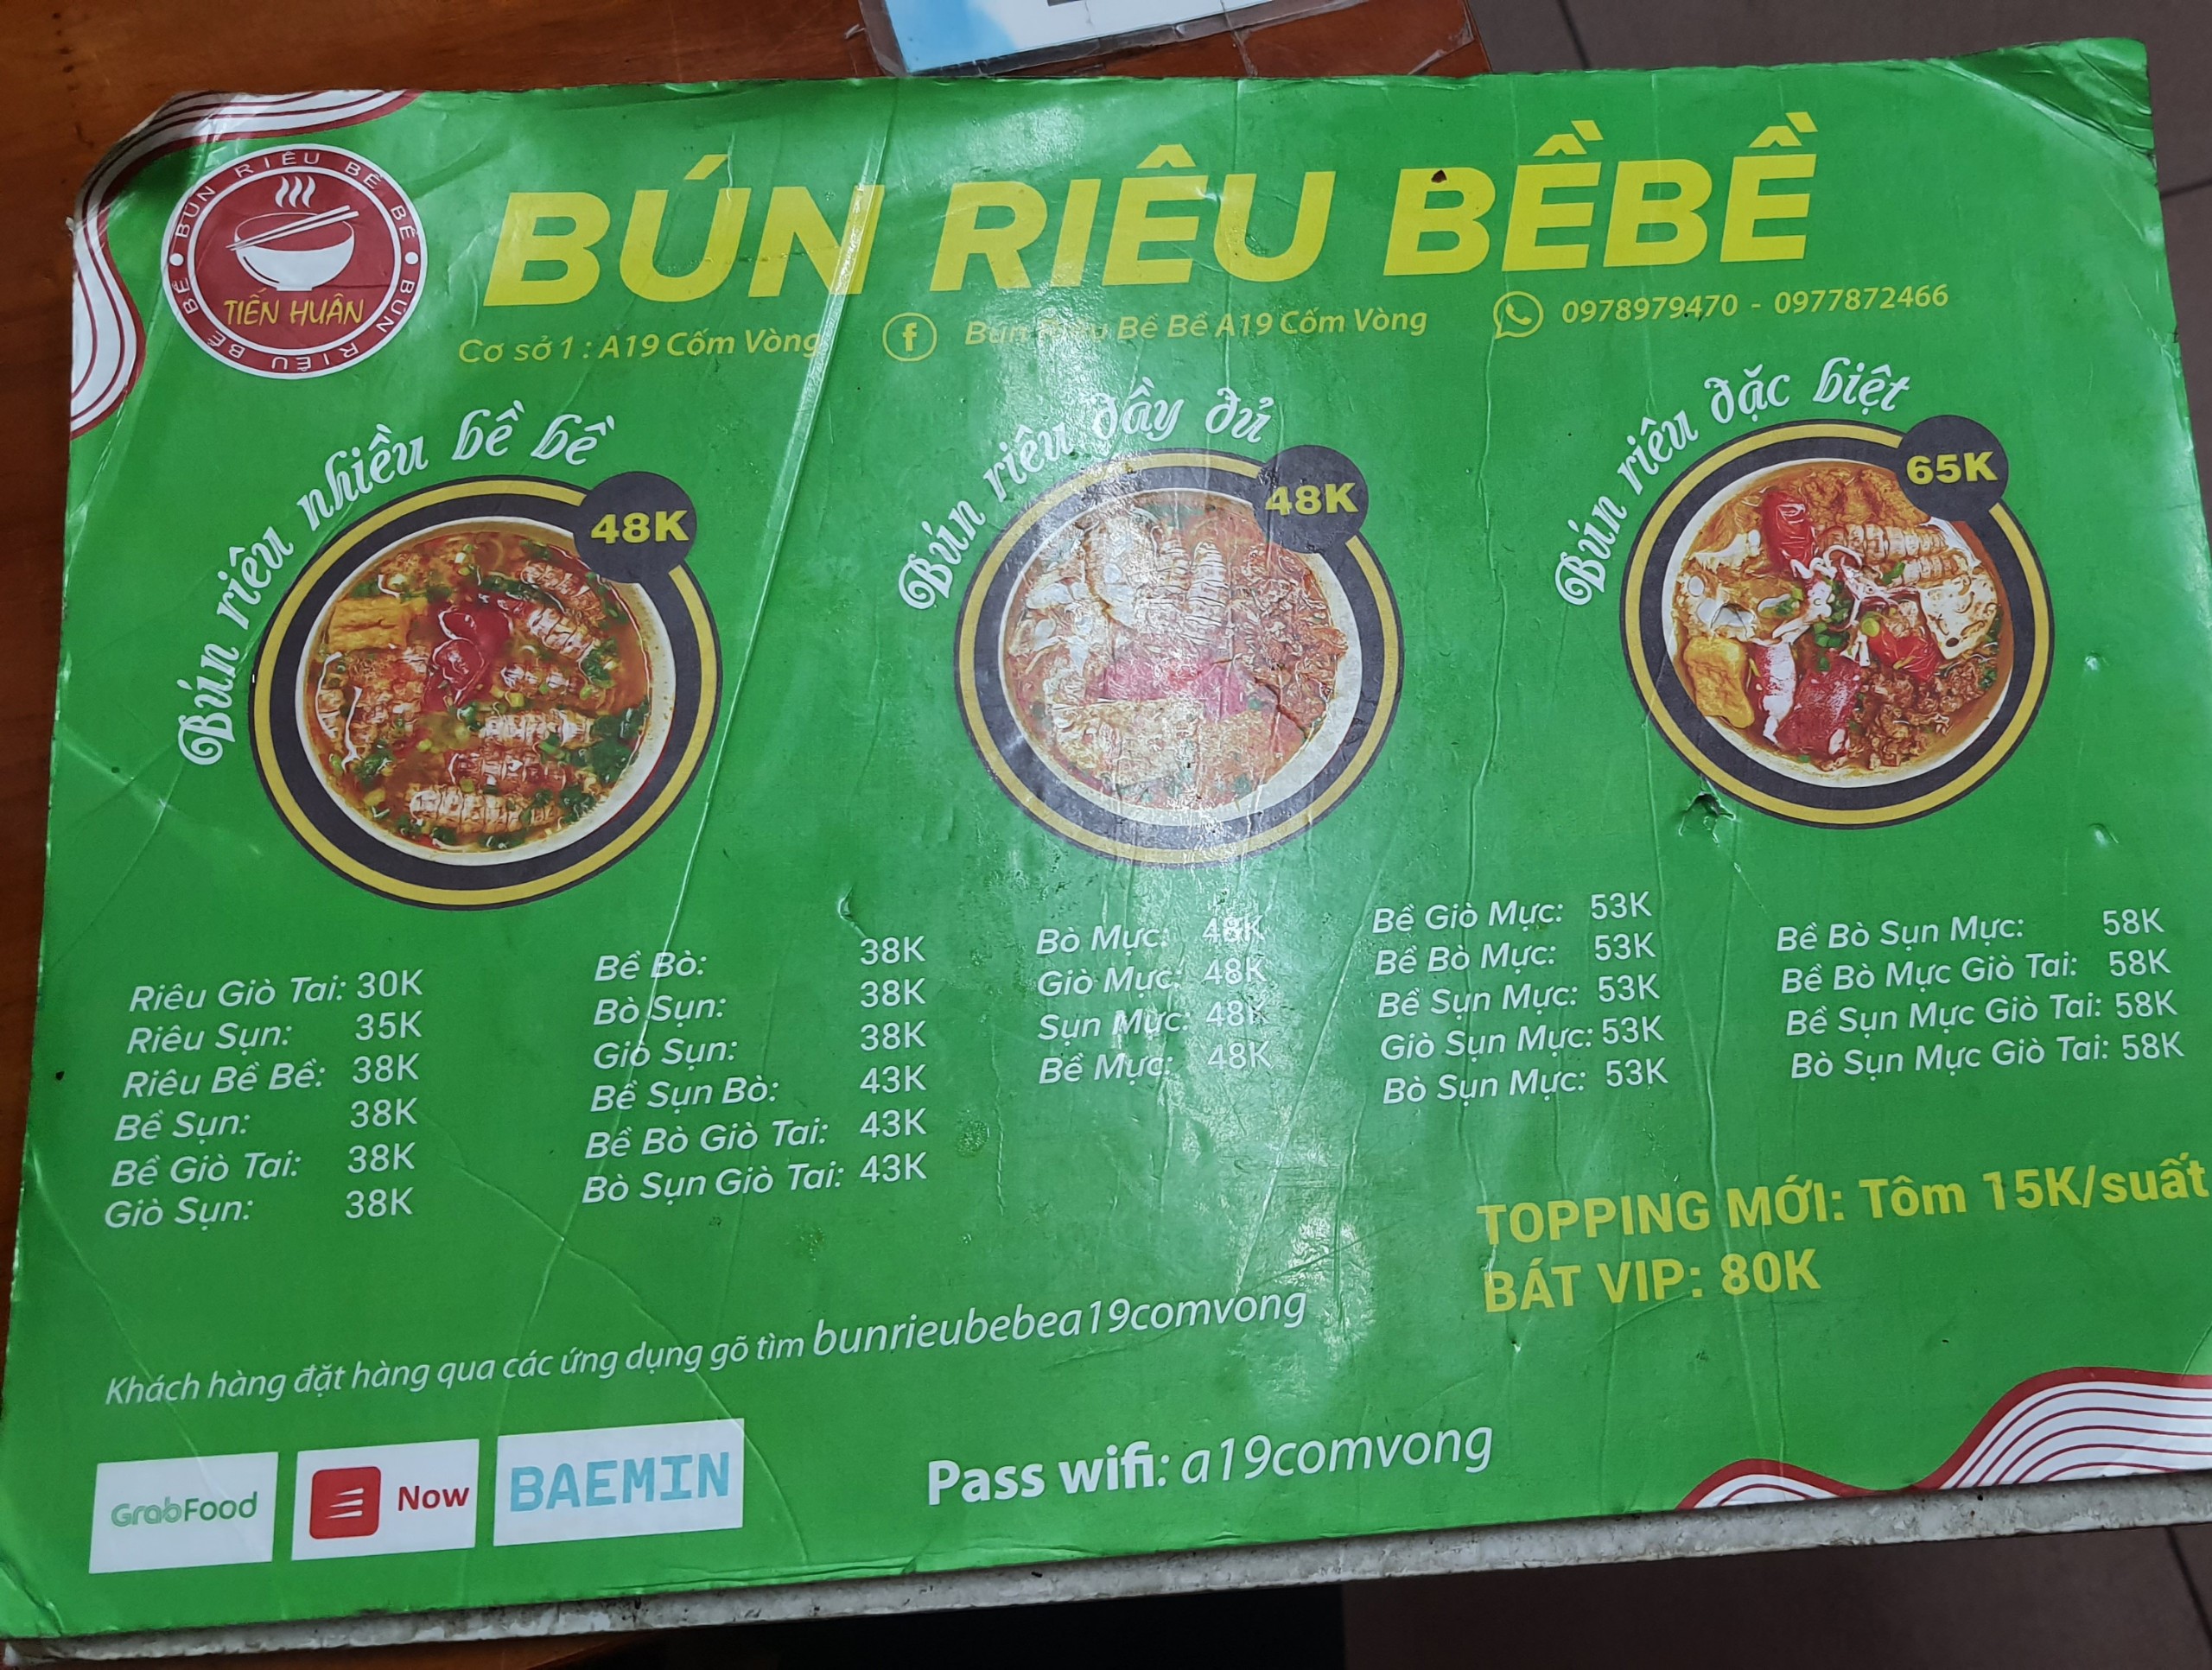 BÚN RIÊU BỀ BỀ • BÚN RIÊU BỀ BỀ •
TIẾN HUÂN
BÚN RIÊU BỀBỀ
Cơ sở 1 : A19 Cốm Vòng
Bún Riêu Bề Bề A19 Cốm Vòng
0978979470 - 0977872466
Bún riêu nhiều bề bề
48K
Bún riêu đầy đủ
48K
Bún riêu đặc biệt
65K
Riêu Giò Tai: 30K
Riêu Sụn: 35K
Riêu Bề Bề: 38K
Bề Sụn: 38K
Bề Giò Tai: 38K
Giò Sụn: 38K
Bề Bò: 38K
Bò Sụn: 38K
Giò Sụn: 38K
Bề Sụn Bò: 43K
Bề Bò Giò Tai: 43K
Bò Sụn Giò Tai: 43K
Bò Mực: 48K
Giò Mực: 48K
Sụn Mực: 48K
Bề Mực: 48K
Bề Giò Mực: 53K
Bề Bò Mực: 53K
Bề Sụn Mực: 53K
Giò Sụn Mực: 53K
Bò Sụn Mực: 53K
Bề Bò Sụn Mực: 58K
Bề Bò Mực Giò Tai: 58K
Bề Sụn Mực Giò Tai: 58K
Bò Sụn Mực Giò Tai: 58K
TOPPING MỚI: Tôm 15K/suất
BÁT VIP: 80K
Khách hàng đặt hàng qua các ứng dụng gõ tìm bunrieubebea19comvong
GrabFood
Now
BAEMIN
Pass wifi: a19comvong